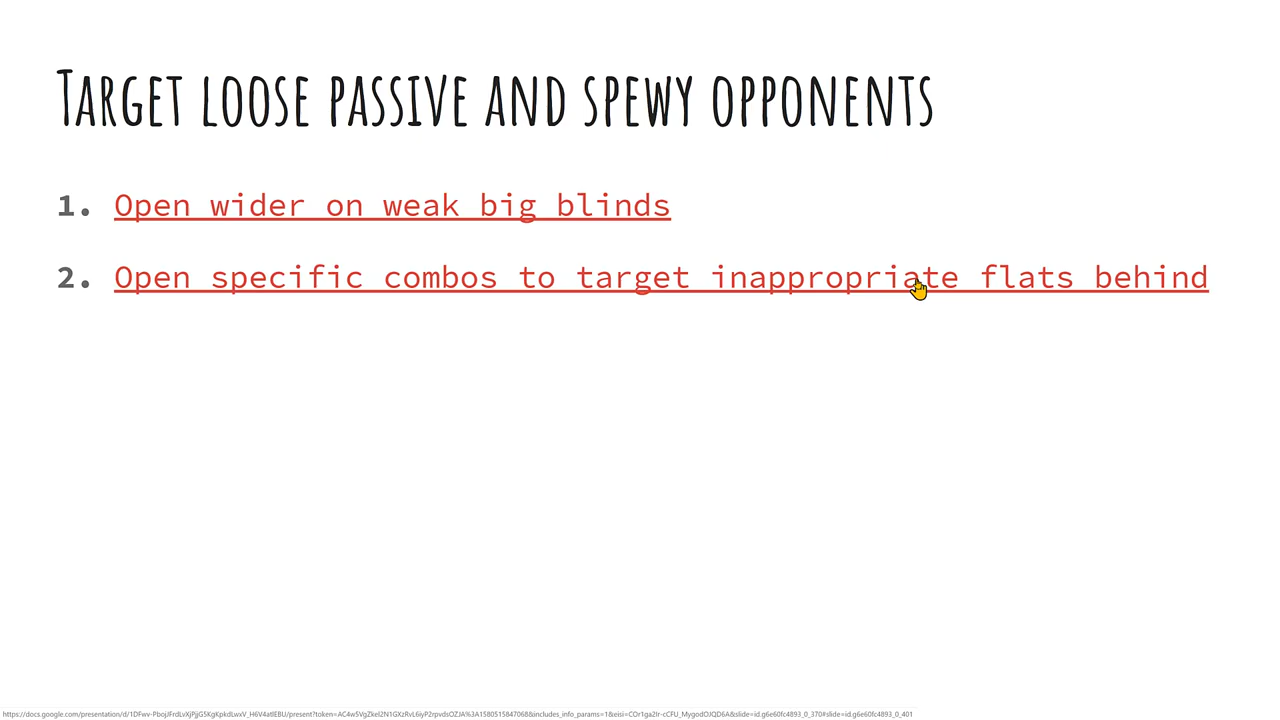 Target loose passive and spewy opponents
1. Open wider on weak big blinds
2. Open specific combos to target inappropriate flats behind